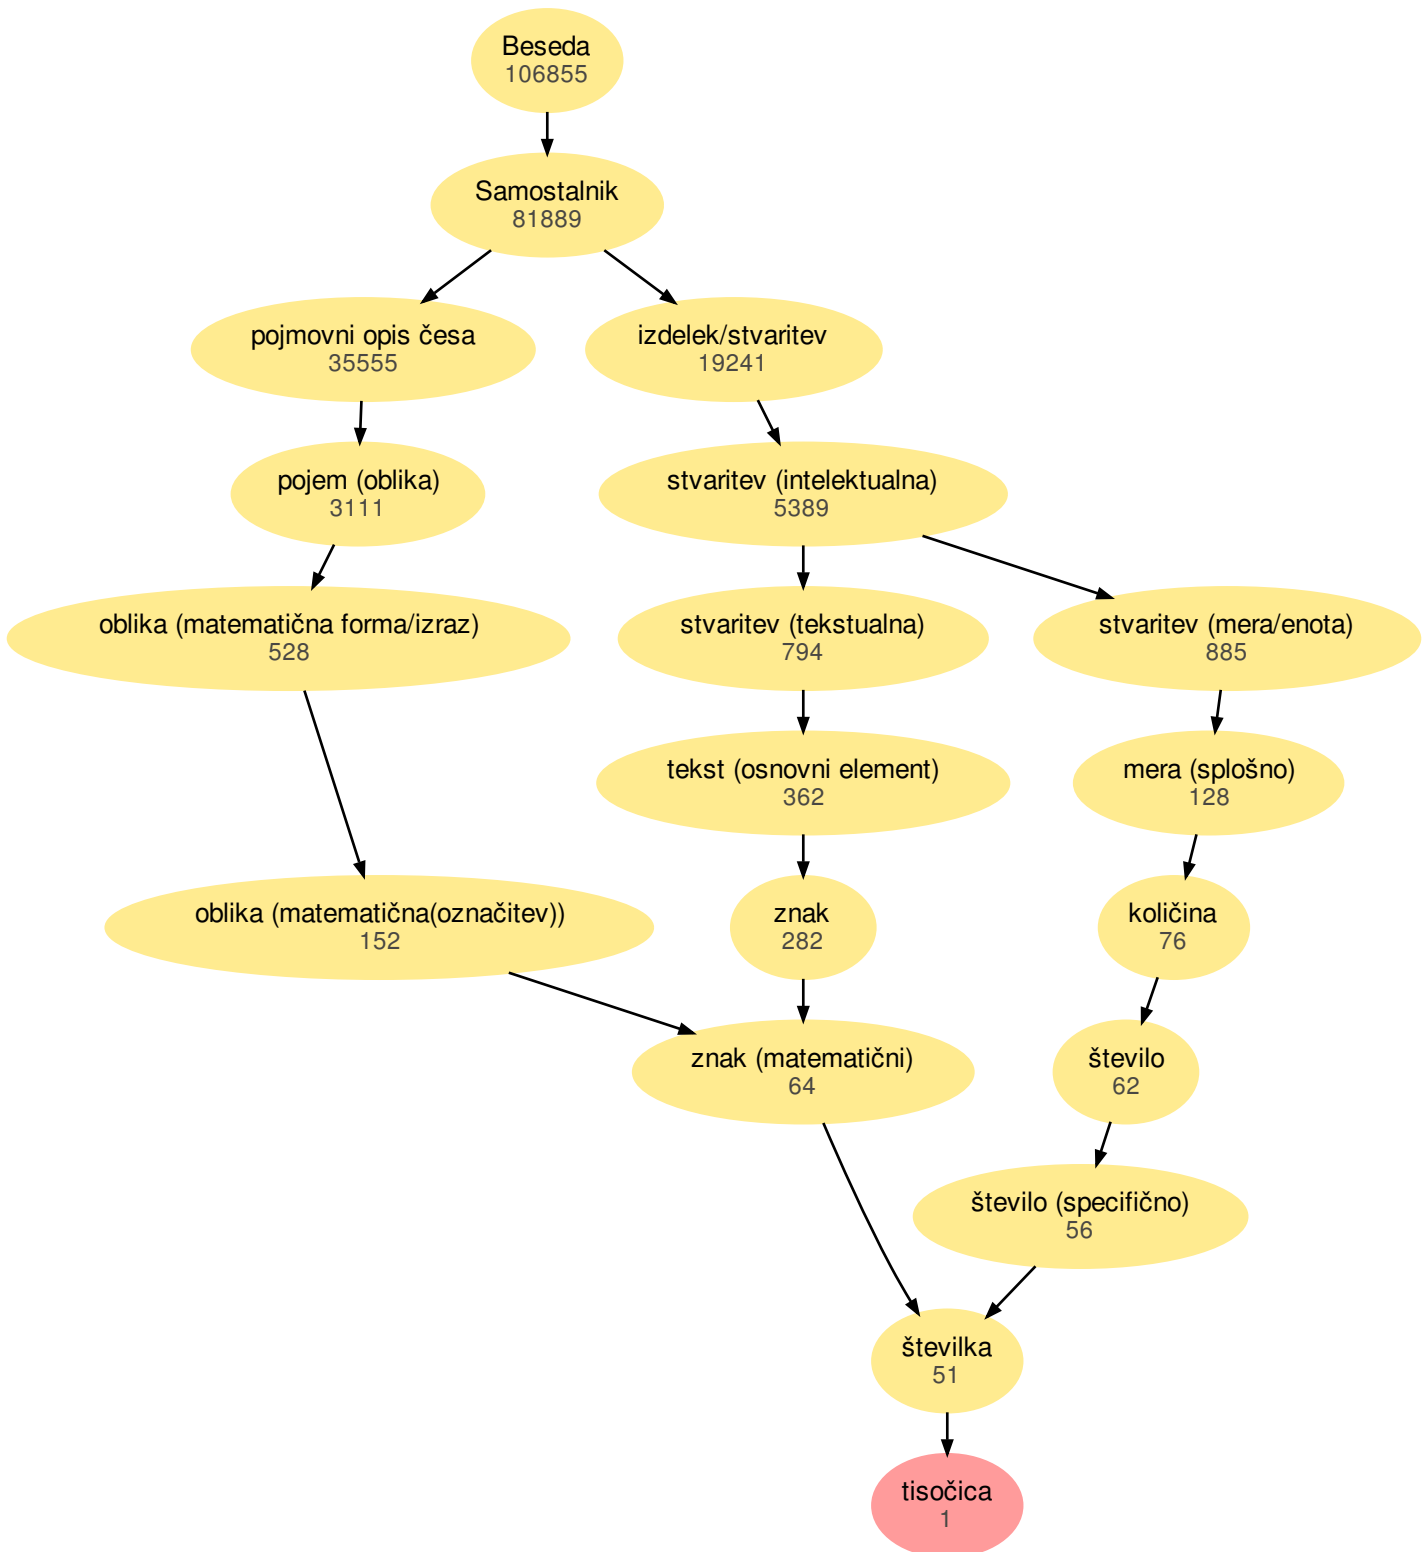 Beseda
106855
Samostalnik
81889
pojmovni opis česa
35555
izdelek/stvaritev
19241
pojem (oblika)
3111
stvaritev (intelektualna)
5389
oblika (matematična forma/izraz)
528
stvaritev (tekstualna)
794
stvaritev (mera/enota)
885
tekst (osnovni element)
362
mera (splošno)
128
oblika (matematična(označitev))
152
znak
282
količina
76
znak (matematični)
64
število
62
število (specifično)
56
številka
51
tisočica
1